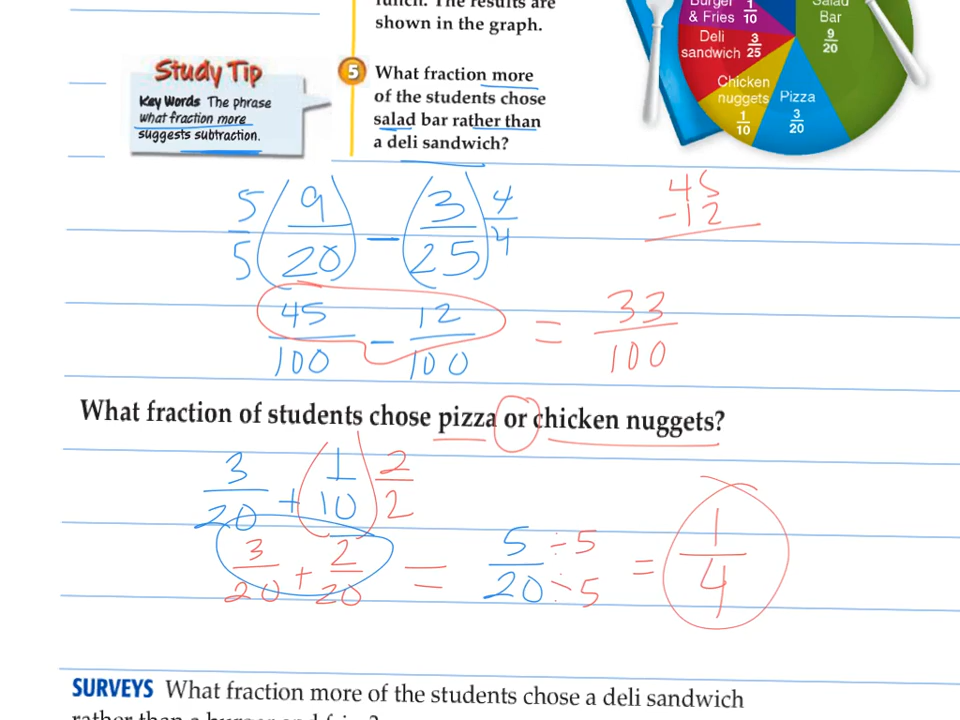 lunch. The results are
shown in the graph.
Burger
& Fries 1/10
Salad
Bar
9/20
Deli
sandwich 3/25
Chicken
nuggets
1/10
Pizza
3/20
Study Tip
Key Words The phrase
what fraction more
suggests subtraction.
5 What fraction more
of the students chose
salad bar rather than
a deli sandwich?
5/5 (9/20) − (3/25) 4/4
45
-12
45/100 − 12/100 = 33/100
What fraction of students chose pizza or chicken nuggets?
3/20 + (1/10) 2/2
3/20 + 2/20 = 5/20 ÷5/÷5 = 1/4
SURVEYS What fraction more of the students chose a deli sandwich
rather than a burger and fries?